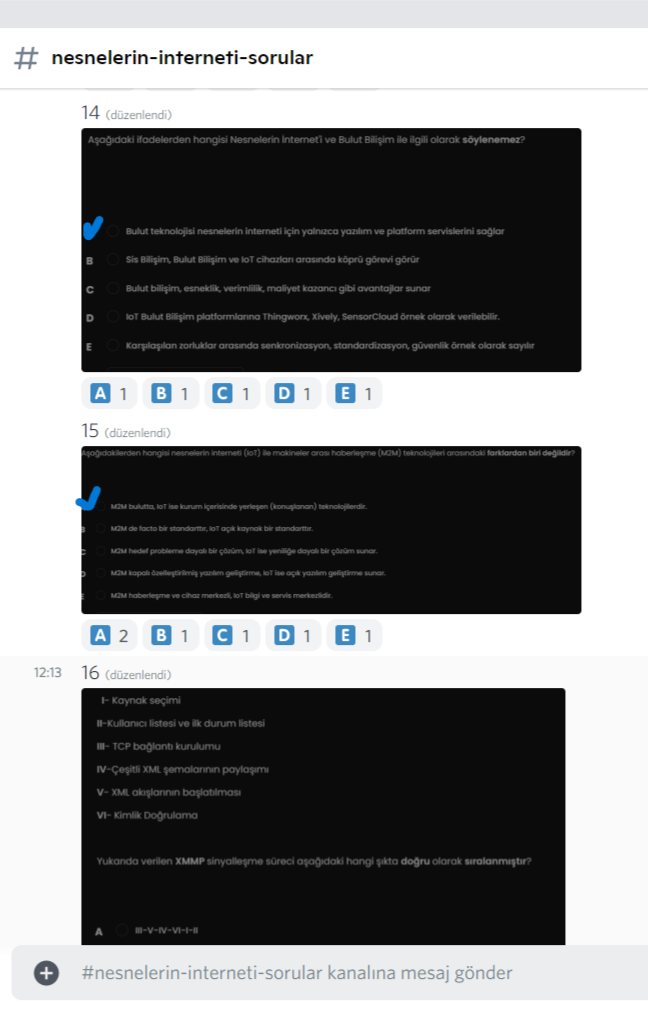 # nesnelerin-interneti-sorular
14 (düzenlendi)
Aşağıdaki ifadelerden hangisi Nesnelerin İnternet'i ve Bulut Bilişim ile ilgili olarak söylenemez?
Bulut teknolojisi nesnelerin interneti için yalnızca yazılım ve platform servislerini sağlar
B Sis Bilişim, Bulut Bilişim ve IoT cihazları arasında köprü görevi görür
C Bulut bilişim, esneklik, verimlilik, maliyet kazancı gibi avantajlar sunar
D IoT Bulut Bilişim platformlarına Thingworx, Xively, SensorCloud örnek olarak verilebilir.
E Karşılaşılan zorluklar arasında senkronizasyon, standardizasyon, güvenlik örnek olarak sayılır
A 1 B 1 C 1 D 1 E 1
15 (düzenlendi)
Aşağıdakilerden hangisi nesnelerin interneti (IoT) ile makineler arası haberleşme (M2M) teknolojileri arasındaki farklardan biri değildir?
M2M bulutta, IoT ise kurum içerisinde yerleşen (konuşlanan) teknolojilerdir.
B M2M de facto bir standarttır, IoT açık kaynak bir standarttır.
C M2M hedef probleme dayalı bir çözüm, IoT ise yeniliğe dayalı bir çözüm sunar.
D M2M kapalı özelleştirilmiş yazılım geliştirme, IoT ise açık yazılım geliştirme sunar.
E M2M haberleşme ve cihaz merkezli, IoT bilgi ve servis merkezlidir.
A 2 B 1 C 1 D 1 E 1
12:13 16 (düzenlendi)
I- Kaynak seçimi
II-Kullanıcı listesi ve ilk durum listesi
III- TCP bağlantı kurulumu
IV-Çeşitli XML şemalarının paylaşımı
V- XML akışlarının başlatılması
VI- Kimlik Doğrulama
Yukarıda verilen XMMP sinyalleşme süreci aşağıdaki hangi şıkta doğru olarak sıralanmıştır?
A III-V-IV-VI-I-II
#nesnelerin-interneti-sorular kanalına mesaj gönder